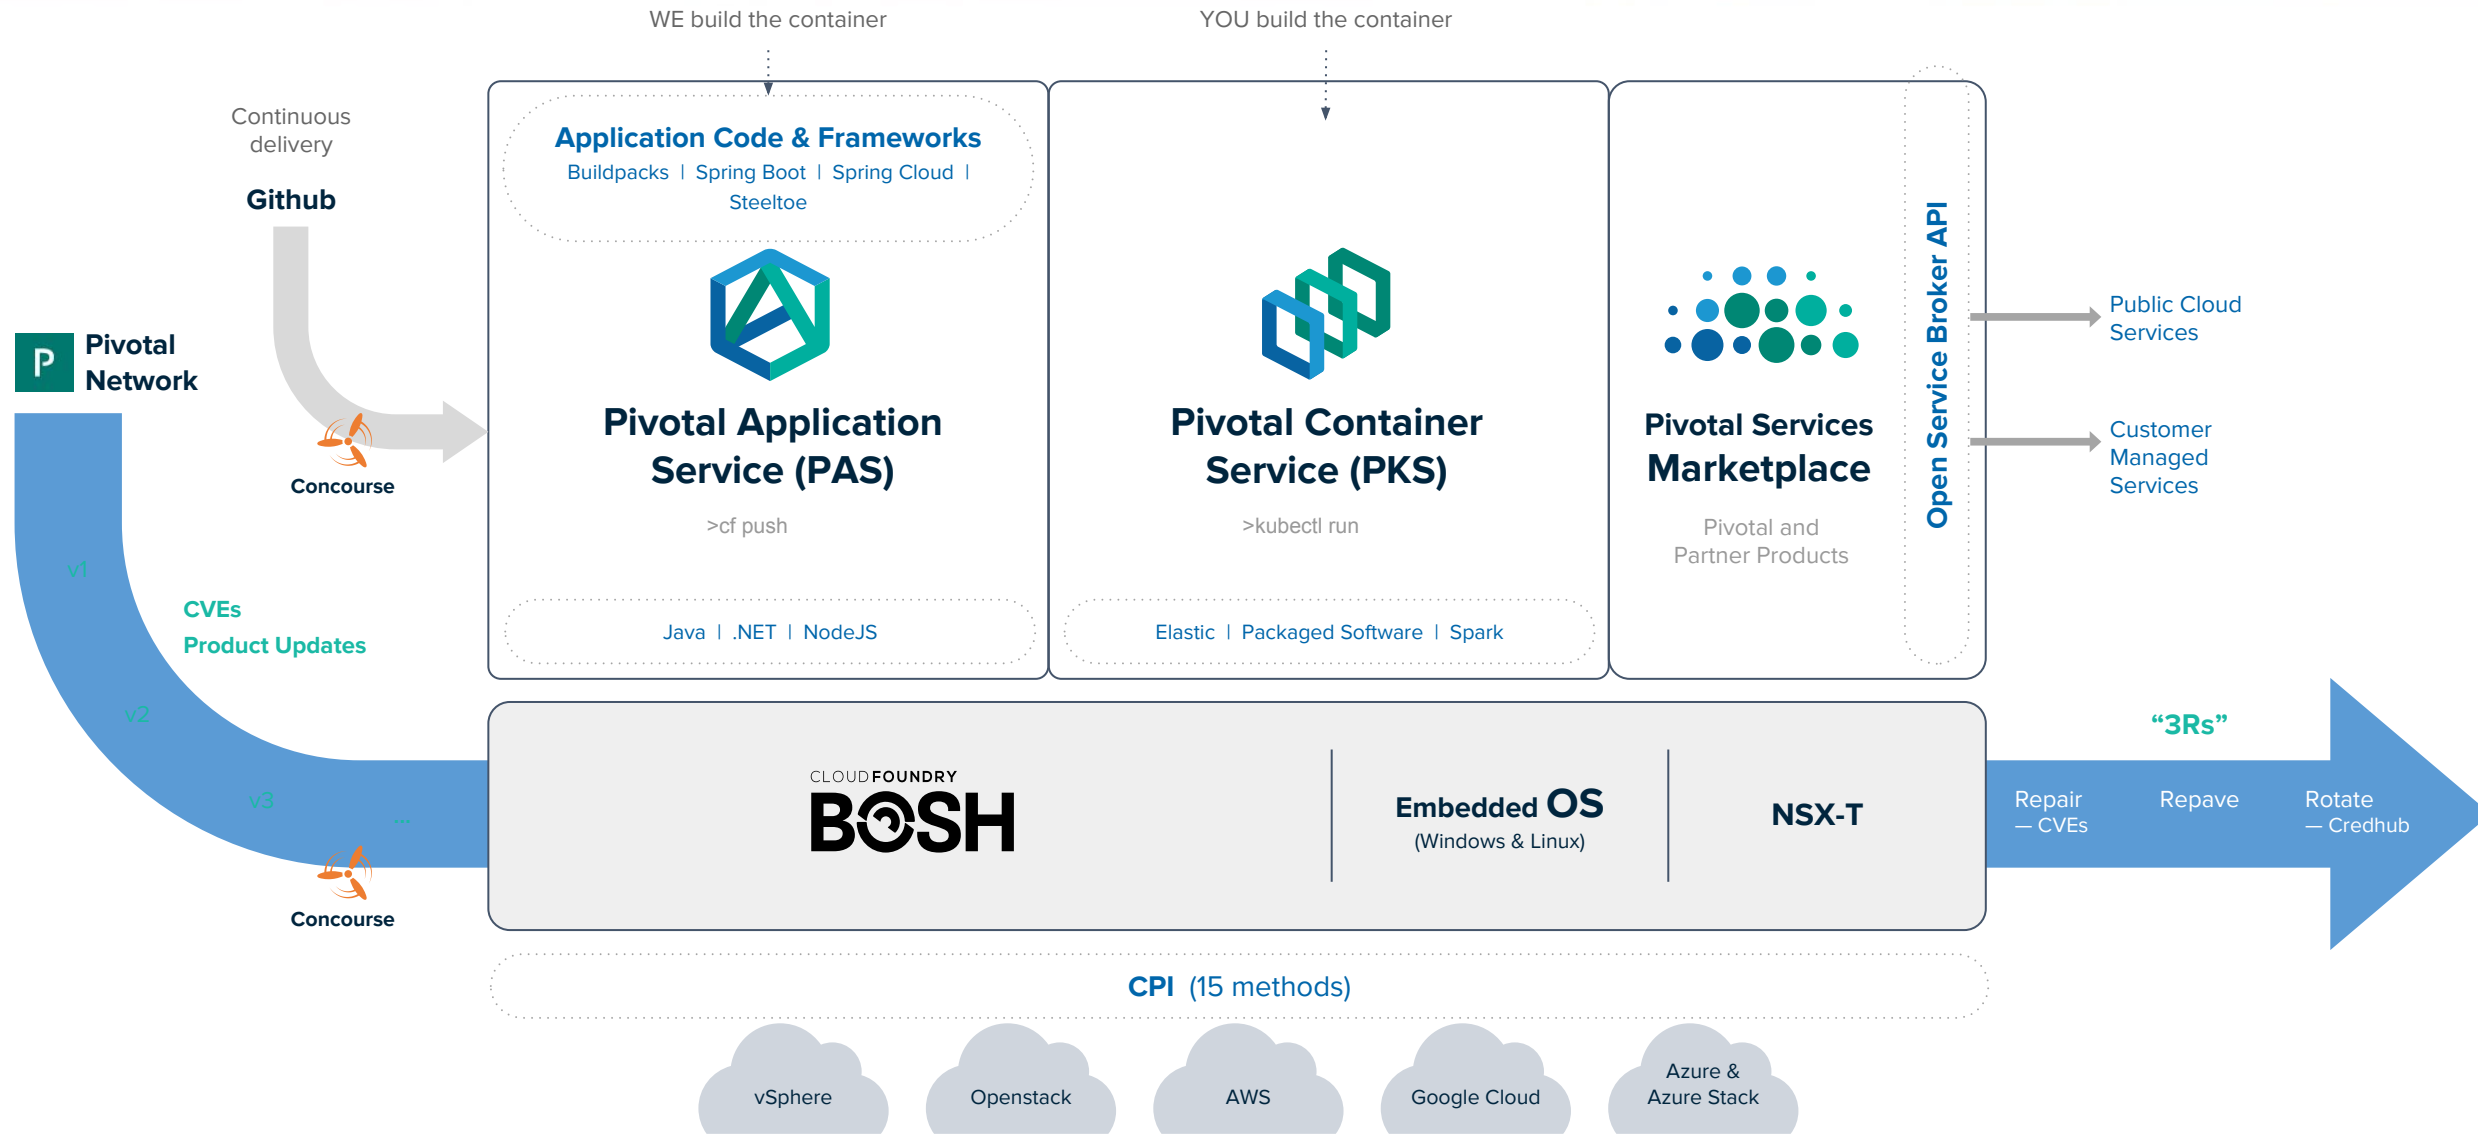 WE build the container
YOU build the container
Continuous
delivery
Github
Concourse
P
Pivotal
Network
v1
v2
v3
...
CVEs
Product Updates
Concourse
Application Code & Frameworks
Buildpacks | Spring Boot | Spring Cloud |
Steeltoe
Pivotal Application
Service (PAS)
>cf push
Java | .NET | NodeJS
Pivotal Container
Service (PKS)
>kubectl run
Elastic | Packaged Software | Spark
Pivotal Services
Marketplace
Pivotal and
Partner Products
Open Service Broker API
Public Cloud
Services
Customer
Managed
Services
CLOUDFOUNDRY
BOSH
Embedded OS
(Windows & Linux)
NSX-T
“3Rs”
Repair
— CVEs
Repave
Rotate
— Credhub
CPI (15 methods)
vSphere
Openstack
AWS
Google Cloud
Azure &
Azure Stack